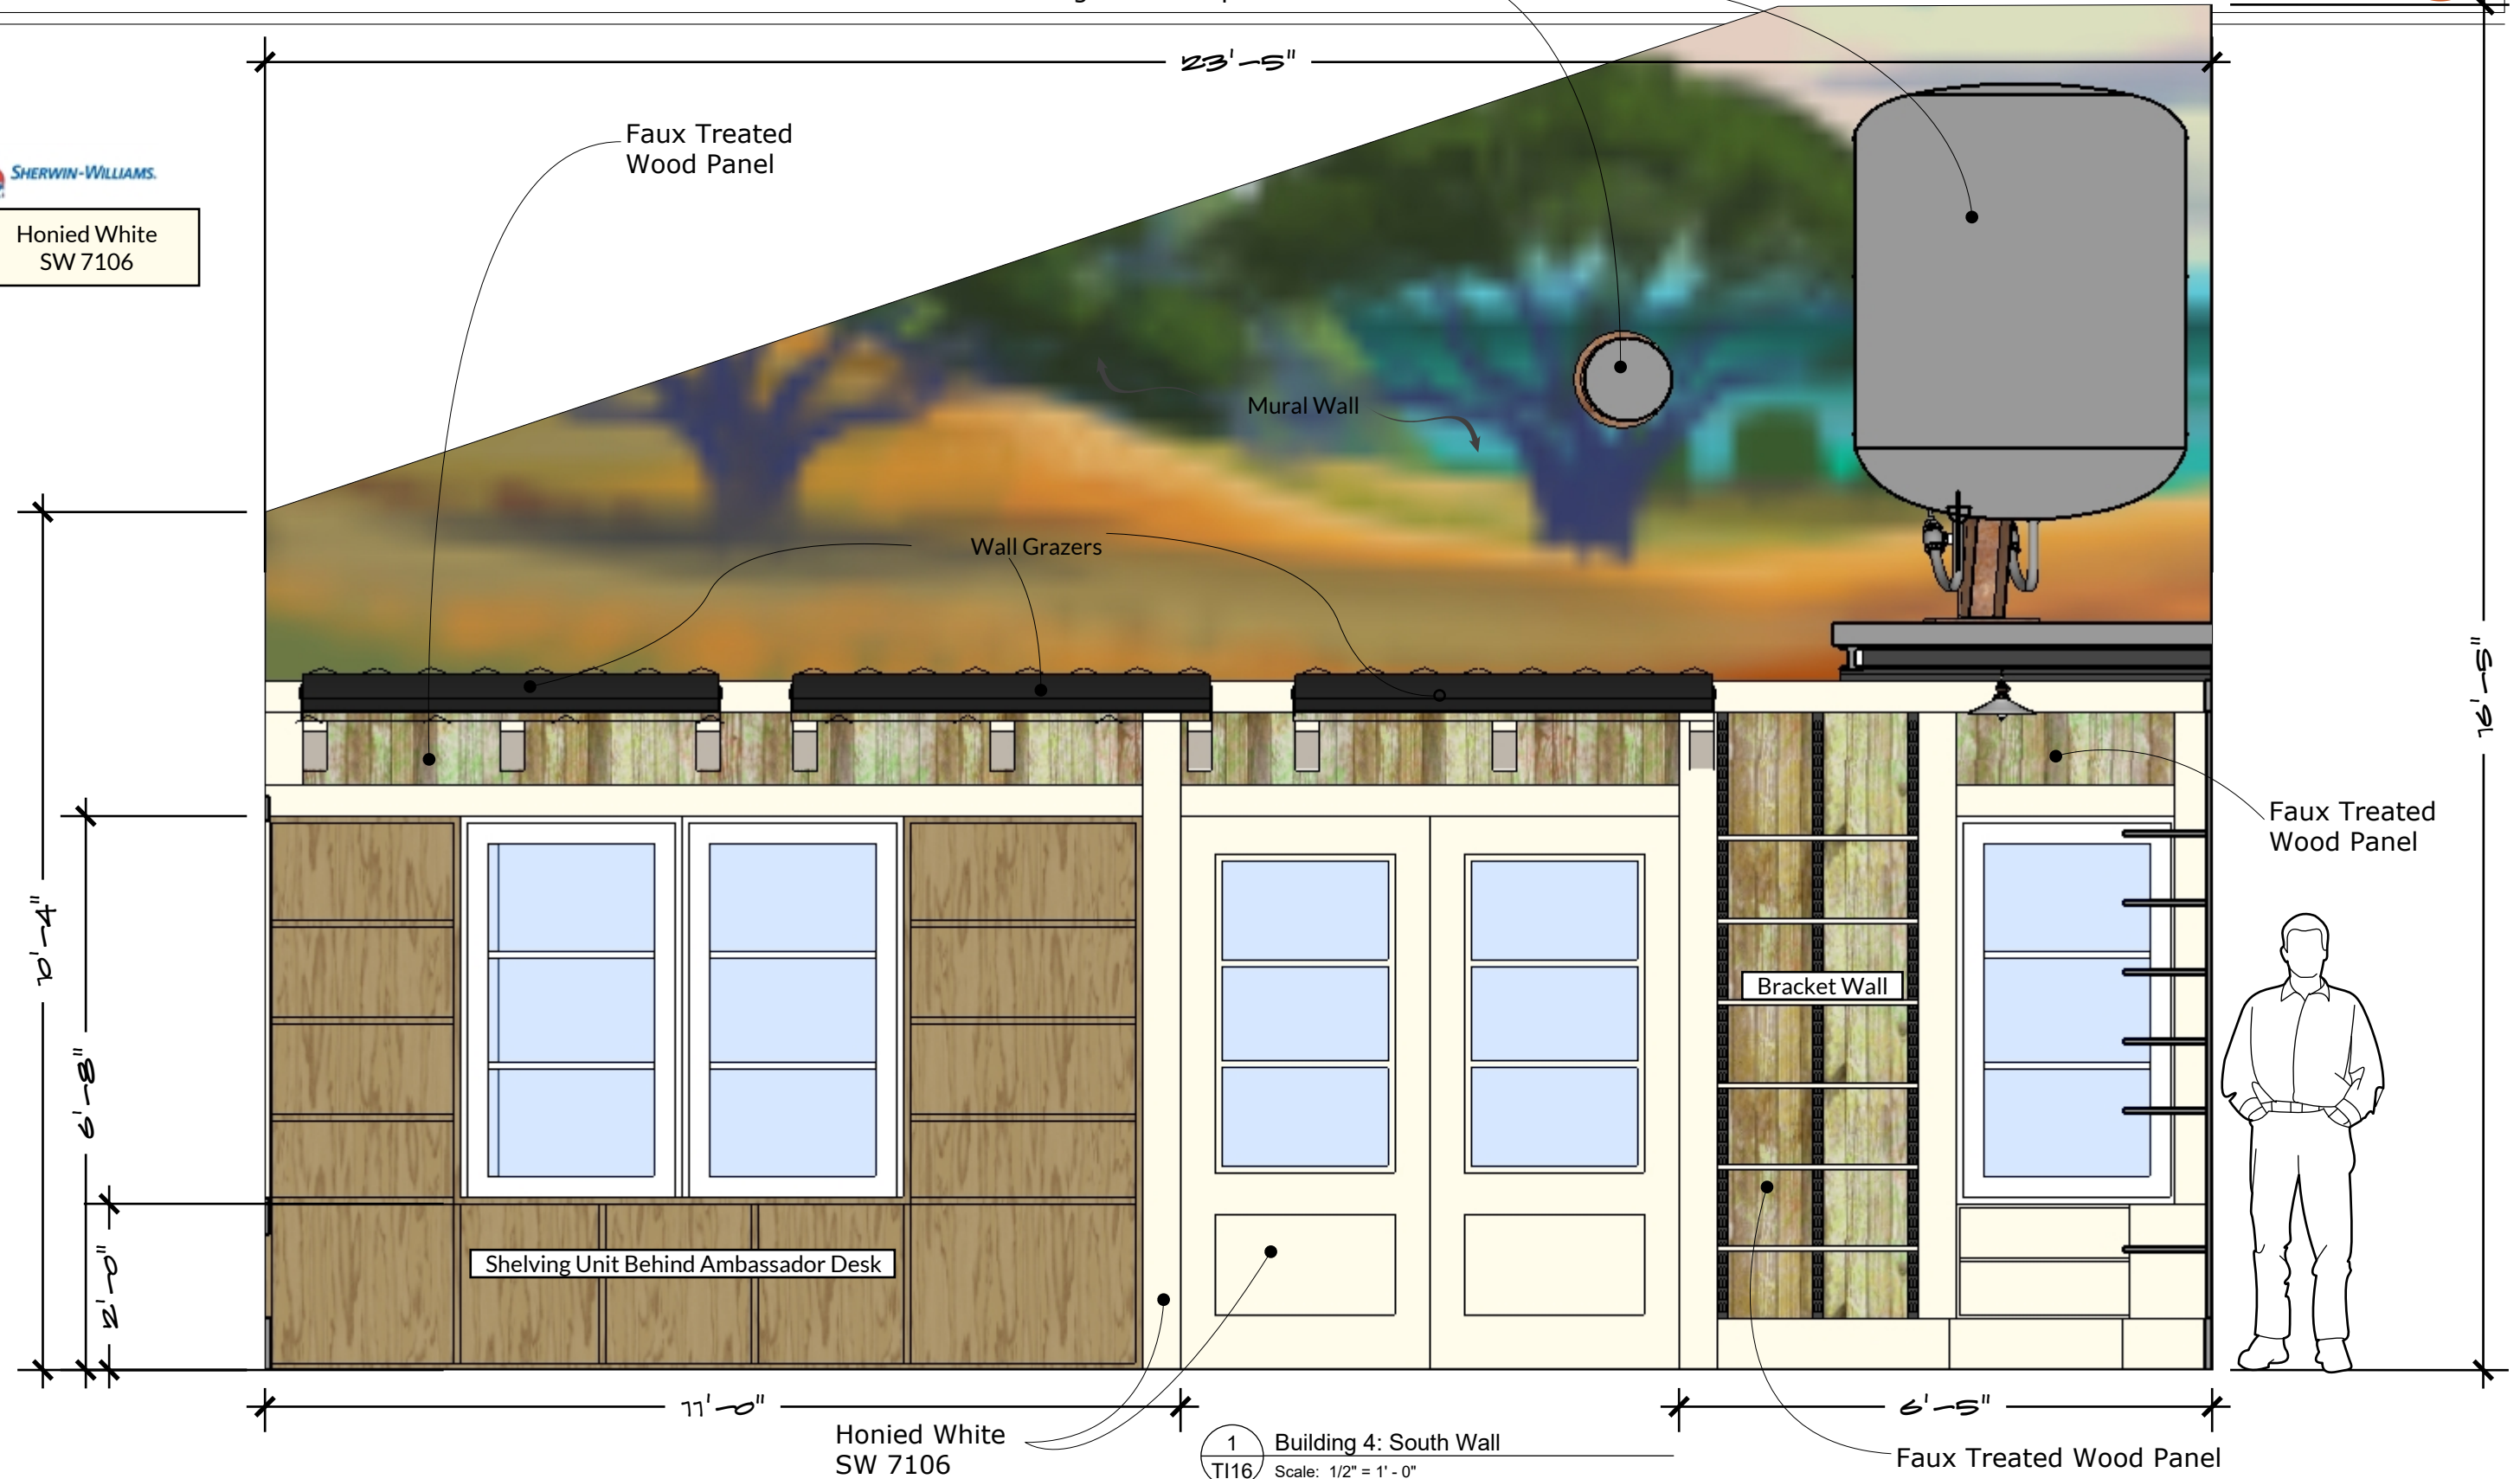 23'-5"
Faux Treated
Wood Panel
SHERWIN-WILLIAMS.
Honied White
SW 7106
Mural Wall
Wall Grazers
10'-4"
6'-8"
2'-0"
16'-5"
Faux Treated
Wood Panel
Bracket Wall
Shelving Unit Behind Ambassador Desk
11'-0"
6'-5"
Honied White
SW 7106
1
TI16
Building 4: South Wall
Scale: 1/2" = 1' - 0"
Faux Treated Wood Panel